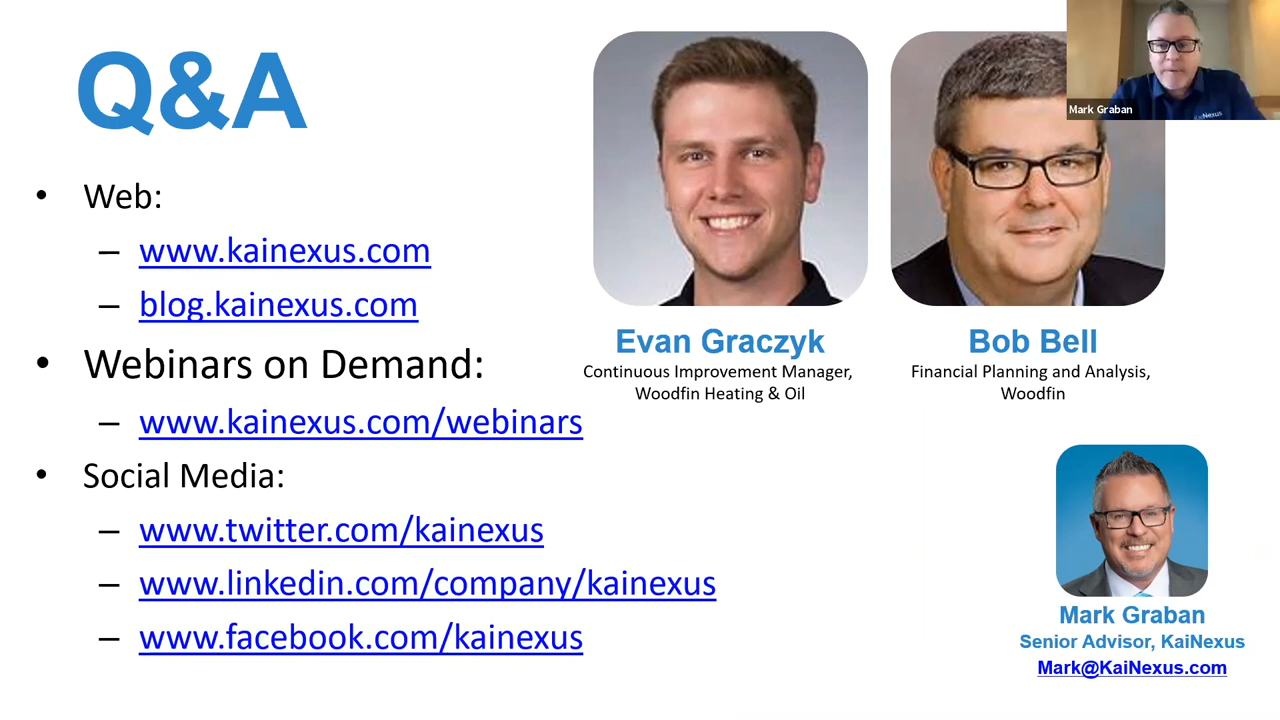 Q&A
• Web:
– www.kainexus.com
– blog.kainexus.com
• Webinars on Demand:
– www.kainexus.com/webinars
• Social Media:
– www.twitter.com/kainexus
– www.linkedin.com/company/kainexus
– www.facebook.com/kainexus
Evan Graczyk
Continuous Improvement Manager,
Woodfin Heating & Oil
Bob Bell
Financial Planning and Analysis,
Woodfin
Mark Graban
KaiNexus
Mark Graban
Senior Advisor, KaiNexus
Mark@KaiNexus.com